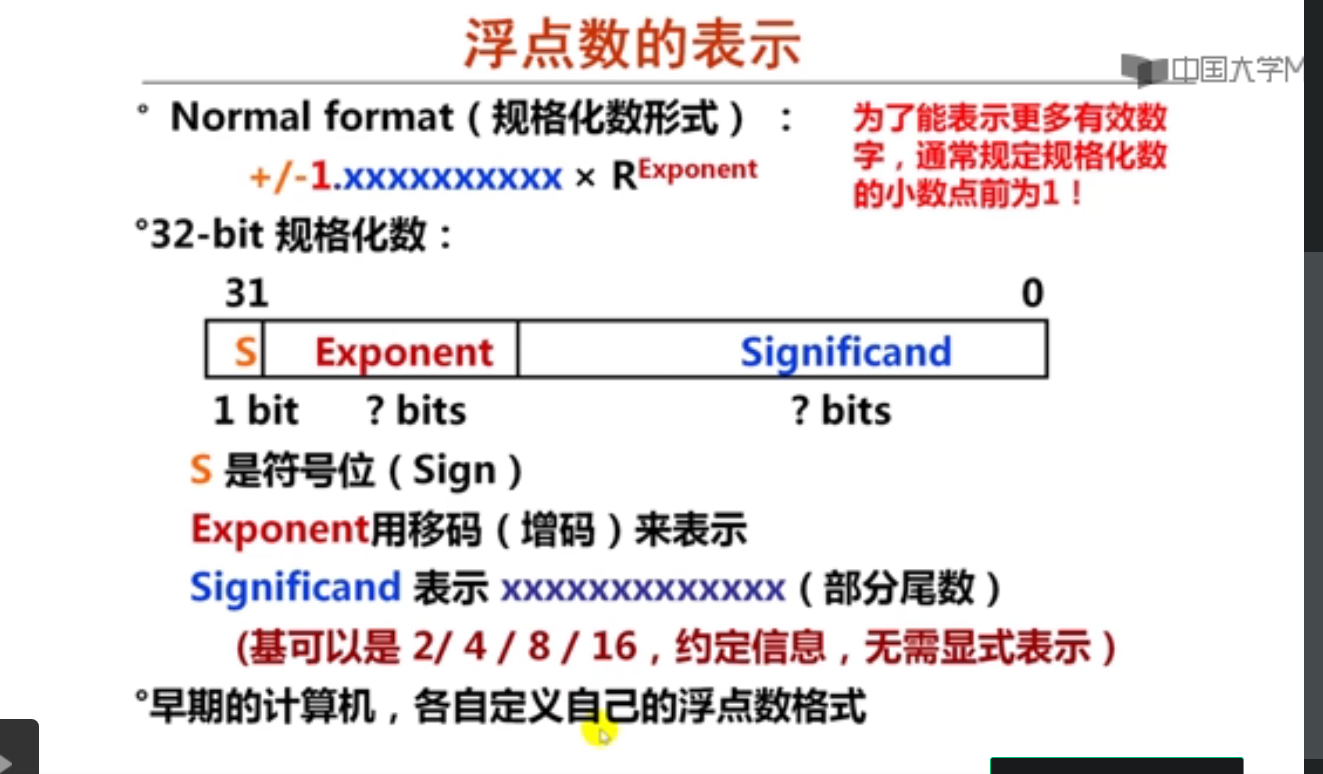 浮点数的表示
中国大学M
° Normal format(规格化数形式) :
+/-1.xxxxxxxxxx × R^Exponent
为了能表示更多有效数
字,通常规定规格化数
的小数点前为1!
°32-bit 规格化数:
31 0
S Exponent Significand
1 bit ? bits ? bits
S 是符号位(Sign)
Exponent用移码(增码)来表示
Significand 表示 xxxxxxxxxxxxx(部分尾数)
(基可以是 2/ 4 / 8 / 16,约定信息,无需显式表示)
°早期的计算机,各自定义自己的浮点数格式